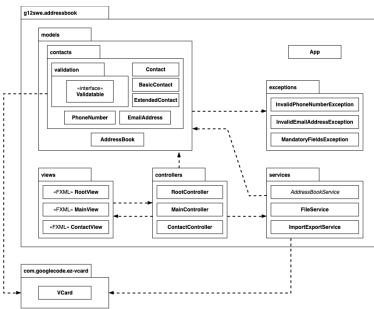 g12swe.addressbook
models
contacts
validation
«interface»
Validatable
Contact
BasicContact
ExtendedContact
PhoneNumber
EmailAddress
AddressBook
App
exceptions
InvalidPhoneNumberException
InvalidEmailAddressException
MandatoryFieldsException
views
«FXML» RootView
«FXML» MainView
«FXML» ContactView
controllers
RootController
MainController
ContactController
services
AddressBookService
FileService
ImportExportService
com.googlecode.ez-vcard
VCard